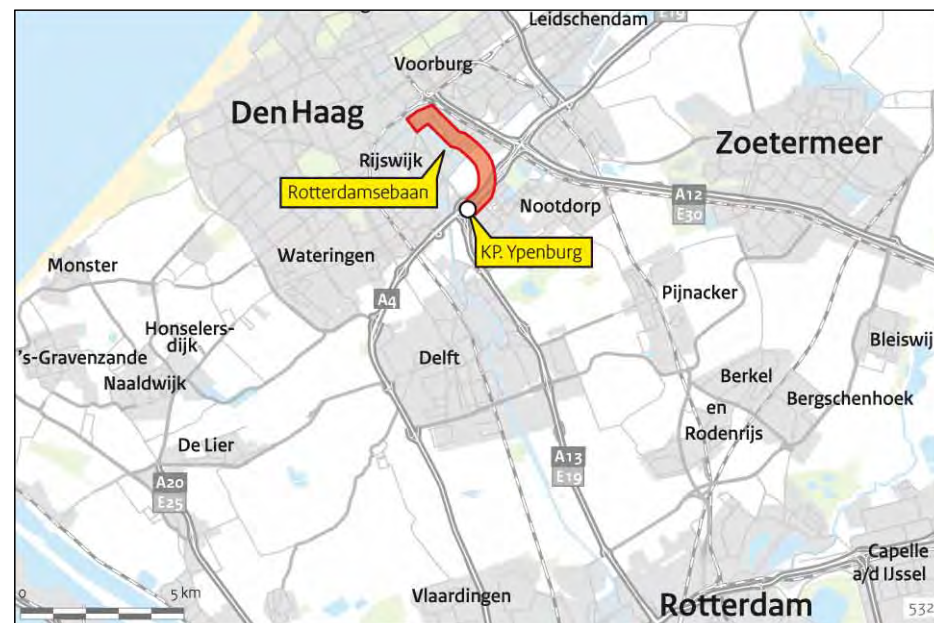 Leidschendam
E19
Voorburg
Den Haag
Zoetermeer
Rijswijk
Rotterdamsebaan
A12
E30
Nootdorp
KP. Ypenburg
Wateringen
Monster
A4
Pijnacker
Honselers-
dijk
's-Gravenzande
Delft
Bleiswij
Naaldwijk
Berkel
en
Rodenrijs
Bergschenhoek
De Lier
A13
E19
A20
E25
Capelle
a/d IJssel
0
5 km
Vlaardingen
Rotterdam
532